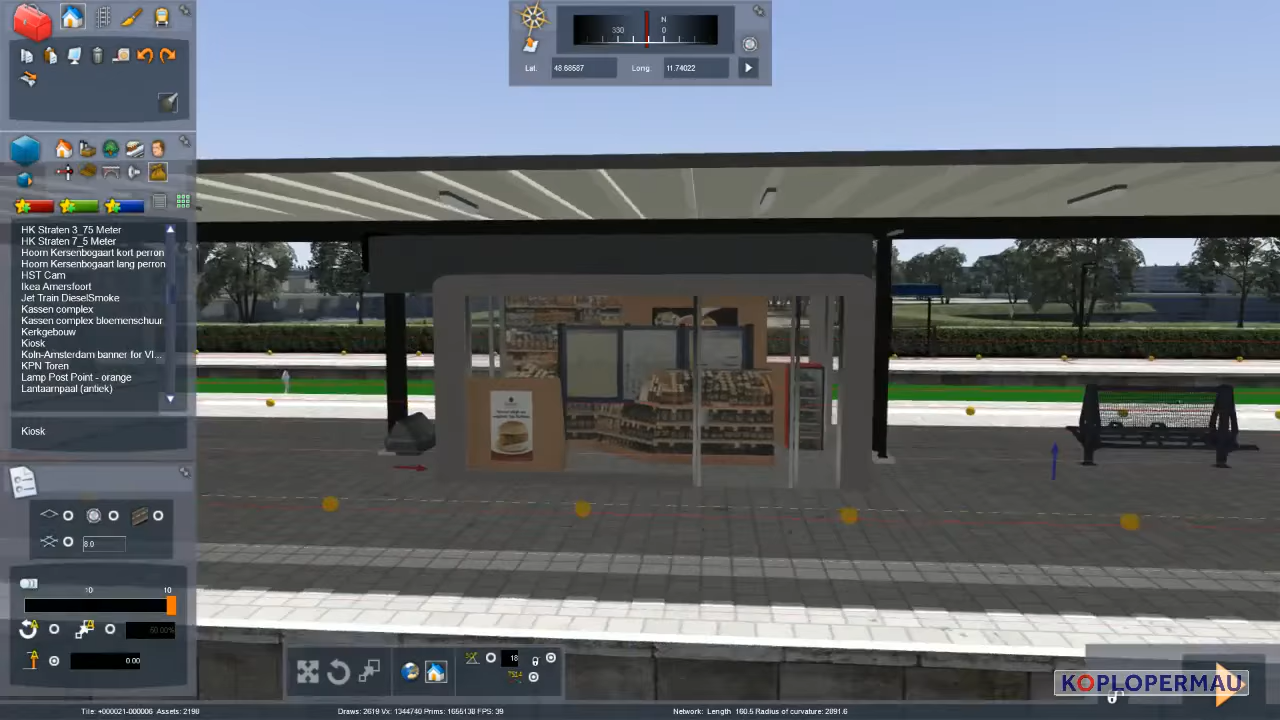 N
330
0
Lat:
48.68587
Long:
11.74022
HK Straten 3_75 Meter
HK Straten 7_5 Meter
Hoorn Kersenbogaart kort perron
Hoorn Kersenbogaart lang perron
HST Cam
Ikea Amersfoort
Jet Train DieselSmoke
Kassen complex
Kassen complex bloemenschuur
Kerkgebouw
Kiosk
Koln-Amsterdam banner for VI...
KPN Toren
Lamp Post Point - orange
Lantaarnpaal (antiek)
Kiosk
8.0
10
10
50.00%
0.00
18
KOPLOPERMAU
Tile: +000021-000006 Assets: 2198
Draws: 2619 Vx: 1344740 Prims: 1655138 FPS: 39
Network: Length 160.5 Radius of curvature: 2891.6